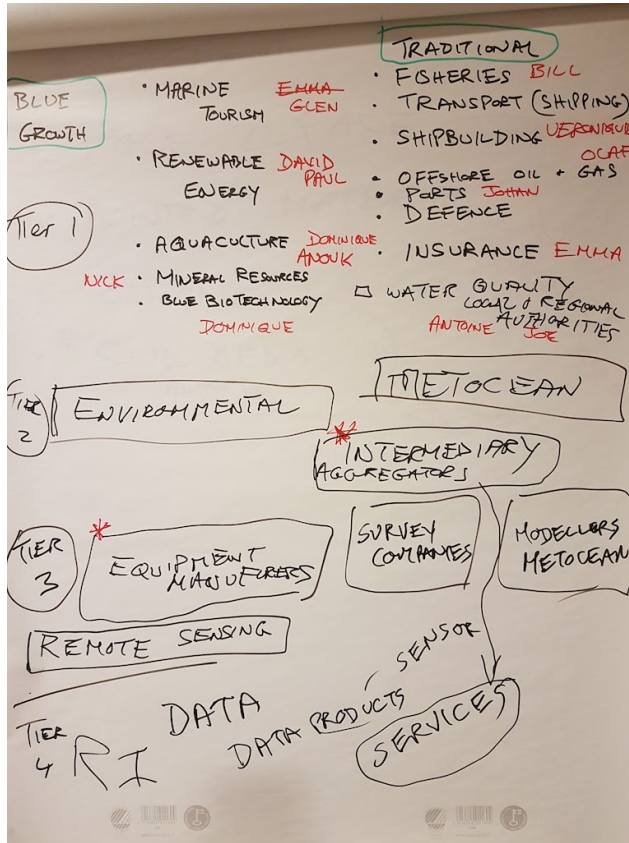 TRADITIONAL
BLUE
GROWTH
• MARINE EMMA
TOURISM GLEN
• RENEWABLE DAVID
ENERGY PAUL
• FISHERIES BILL
• TRANSPORT (SHIPPING)
• SHIPBUILDING VERONIQUE
OLAF
• OFFSHORE OIL + GAS
• PORTS JOHAN
• DEFENCE
Tier 1
• AQUACULTURE DOMINIQUE
ANOUK
NICK • MINERAL RESOURCES
• BLUE BIOTECHNOLOGY
DOMINIQUE
• INSURANCE EMMA
□ WATER QUALITY
LOCAL & REGIONAL
AUTHORITIES
ANTOINE JOE
TIER
2
ENVIRONMENTAL
METOCEAN
INTERMEDIARY
AGGREGATORS
TIER
3
EQUIPMENT
SURVEY
COMPANIES
MODELLERS
METOCEAN
REMOTE SENSING
TIER
4
RI
DATA
DATA PRODUCTS
SENSOR
SERVICES